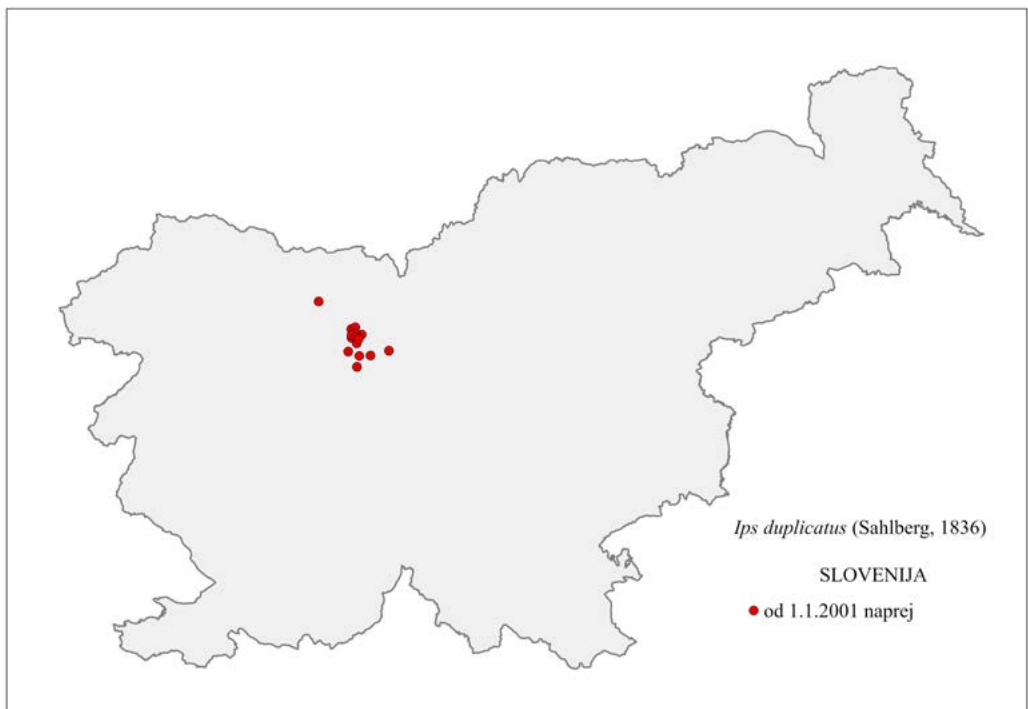 Ips duplicatus (Sahlberg, 1836)
SLOVENIJA
od 1.1.2001 naprej